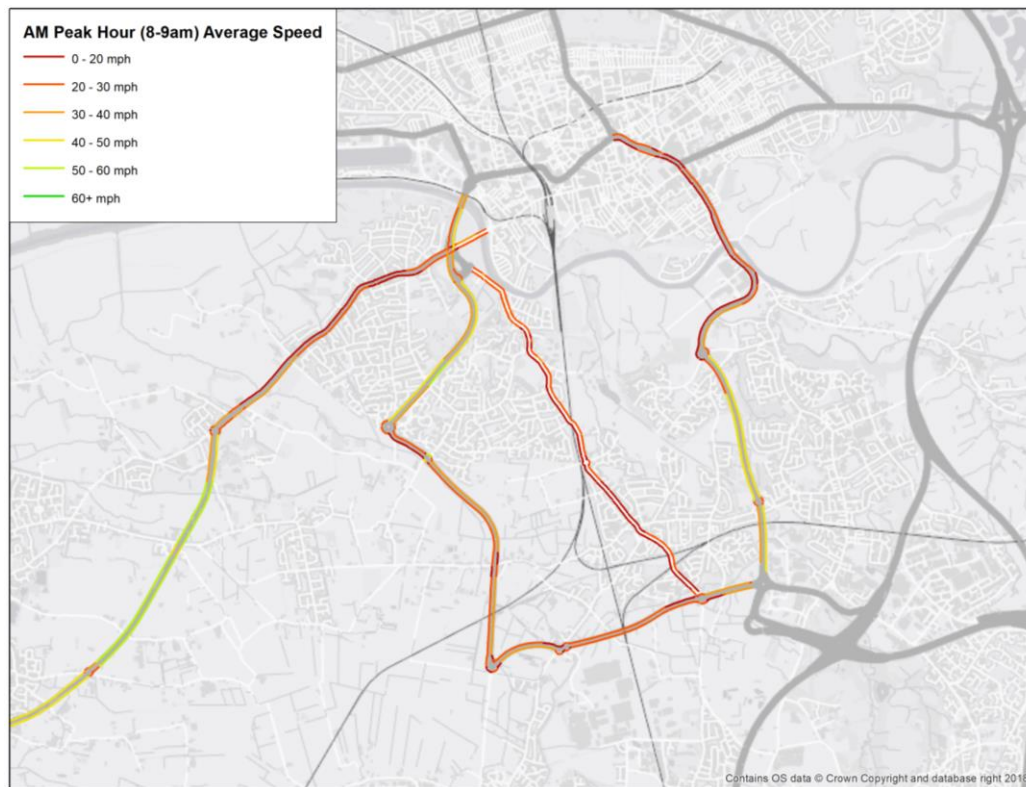 AM Peak Hour (8-9am) Average Speed
0 - 20 mph
20 - 30 mph
30 - 40 mph
40 - 50 mph
50 - 60 mph
60+ mph
Contains OS data © Crown Copyright and database right 2018